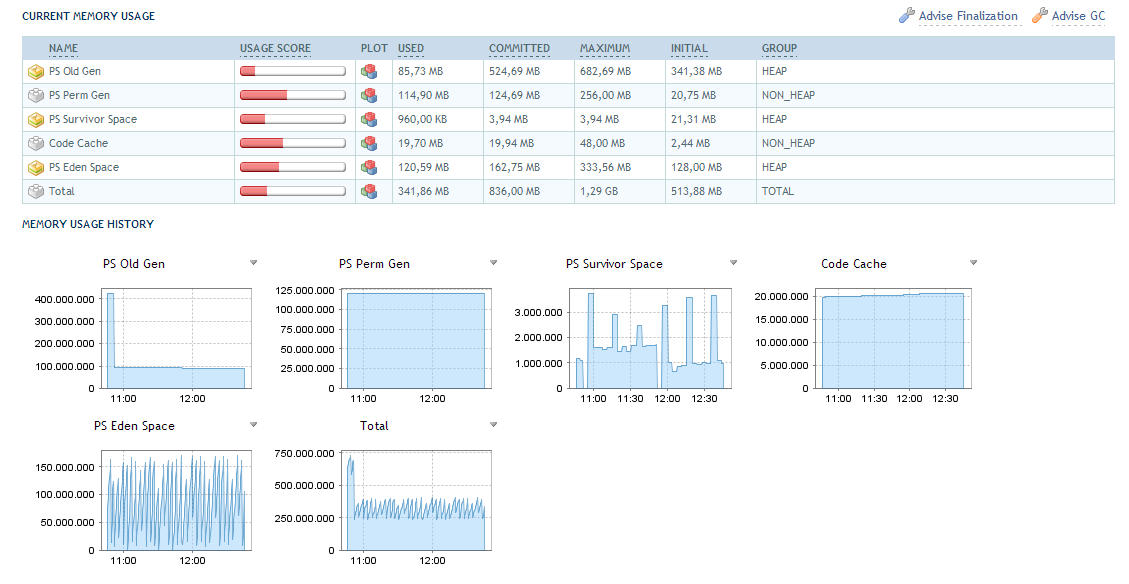 CURRENT MEMORY USAGE Advise Finalization Advise GC
NAME USAGE SCORE PLOT USED COMMITTED MAXIMUM INITIAL GROUP
PS Old Gen 85,73 MB 524,69 MB 682,69 MB 341,38 MB HEAP
PS Perm Gen 114,90 MB 124,69 MB 256,00 MB 20,75 MB NON_HEAP
PS Survivor Space 960,00 KB 3,94 MB 3,94 MB 21,31 MB HEAP
Code Cache 19,70 MB 19,94 MB 48,00 MB 2,44 MB NON_HEAP
PS Eden Space 120,59 MB 162,75 MB 333,56 MB 128,00 MB HEAP
Total 341,86 MB 836,00 MB 1,29 GB 513,88 MB TOTAL
MEMORY USAGE HISTORY
PS Old Gen
400.000.000
300.000.000
200.000.000
100.000.000
0
11:00 12:00
PS Perm Gen
125.000.000
100.000.000
75.000.000
50.000.000
25.000.000
0
11:00 12:00
PS Survivor Space
3.000.000
2.000.000
1.000.000
0
11:00 11:30 12:00 12:30
Code Cache
20.000.000
15.000.000
10.000.000
5.000.000
0
11:00 11:30 12:00 12:30
PS Eden Space
150.000.000
100.000.000
50.000.000
0
11:00 12:00
Total
750.000.000
500.000.000
250.000.000
0
11:00 12:00